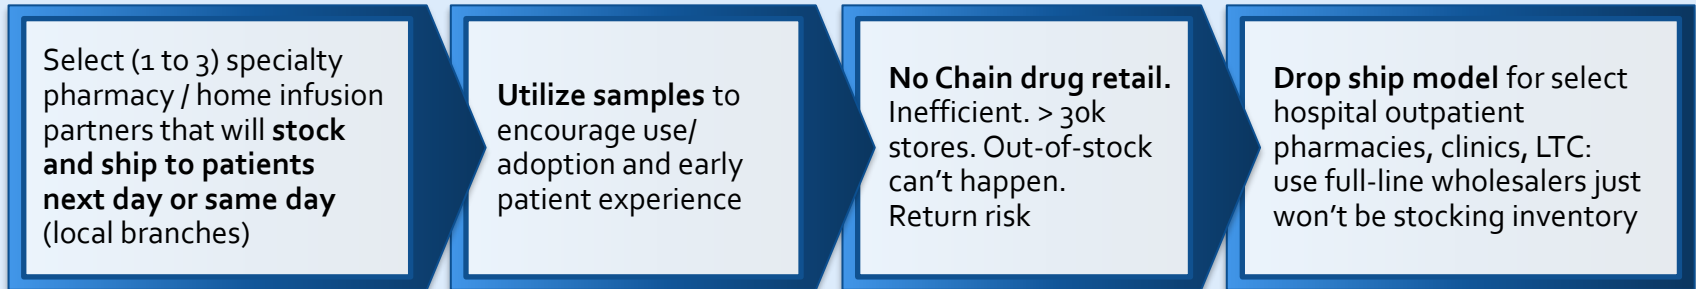 Select (1 to 3) specialty
pharmacy / home infusion
partners that will stock
and ship to patients
next day or same day
(local branches)
Utilize samples to
encourage use/
adoption and early
patient experience
No Chain drug retail.
Inefficient. > 30k
stores. Out-of-stock
can’t happen.
Return risk
Drop ship model for select
hospital outpatient
pharmacies, clinics, LTC:
use full-line wholesalers just
won’t be stocking inventory